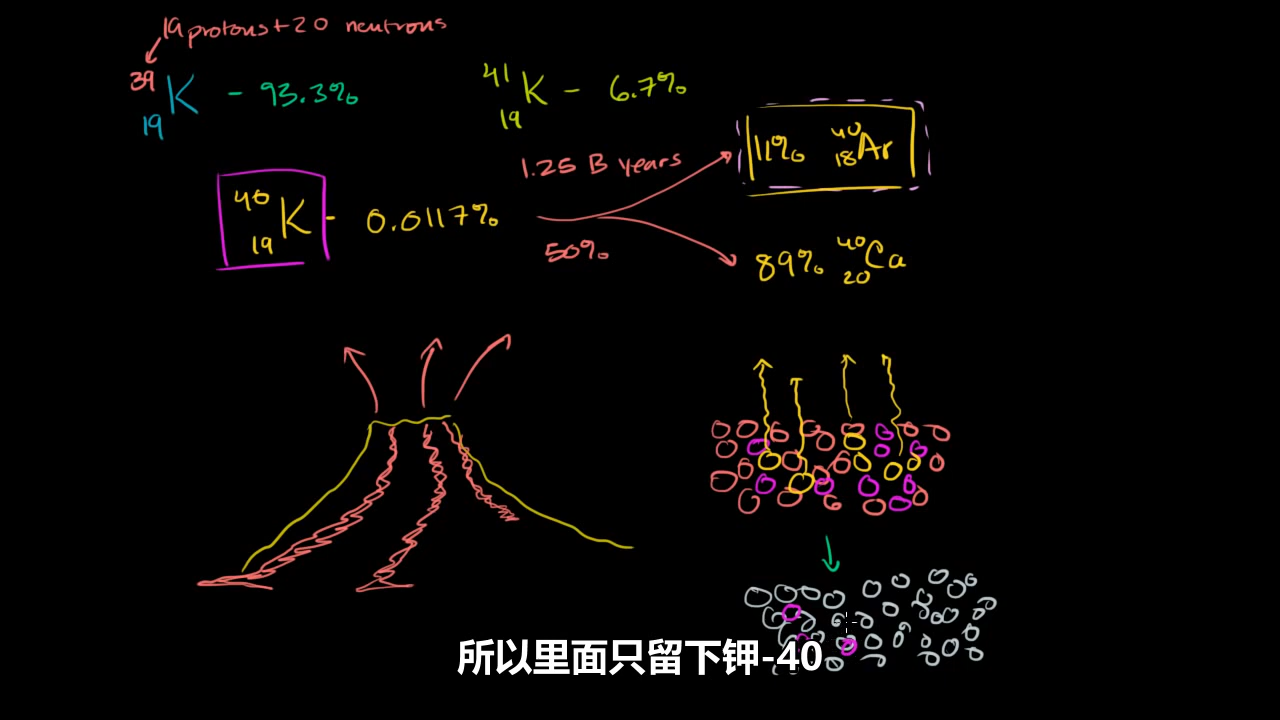 19 protons + 20 neutrons
39 19 K - 93.3%
41 19 K - 6.7%
40 19 K - 0.0117%
1.25 B years
50%
11% 40 18 Ar
89% 40 20 Ca
所以里面只留下钾-40